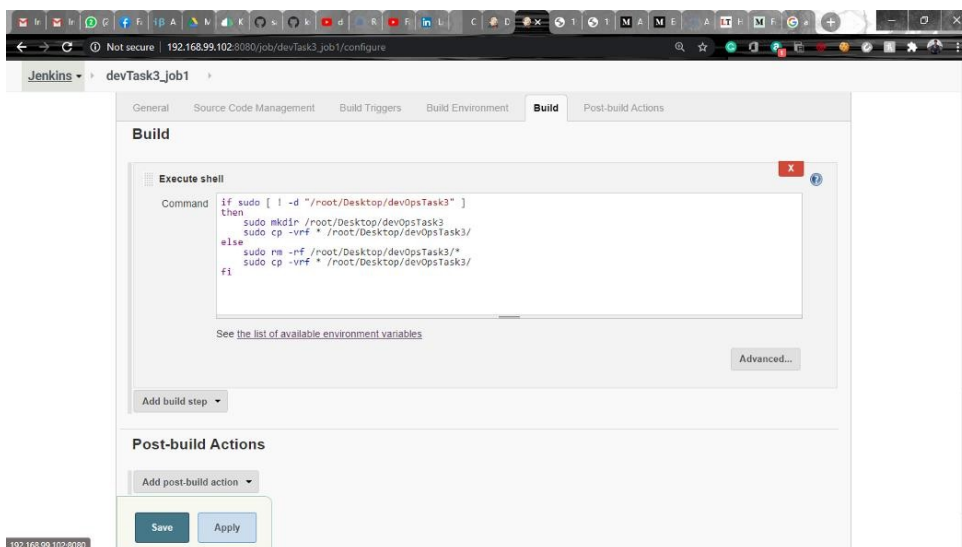 Not secure | 192.168.99.102:8080/job/devTask3_job1/configure
Jenkins devTask3_job1
General Source Code Management Build Triggers Build Environment Build Post-build Actions
Build
Execute shell
X
Command
if sudo [ ! -d "/root/Desktop/devOpsTask3" ]
then
sudo mkdir /root/Desktop/devOpsTask3
sudo cp -vrf * /root/Desktop/devOpsTask3/
else
sudo rm -rf /root/Desktop/devOpsTask3/*
sudo cp -vrf * /root/Desktop/devOpsTask3/
fi
See the list of available environment variables
Advanced...
Add build step
Post-build Actions
Add post-build action
Save Apply
192.168.99.102:8080